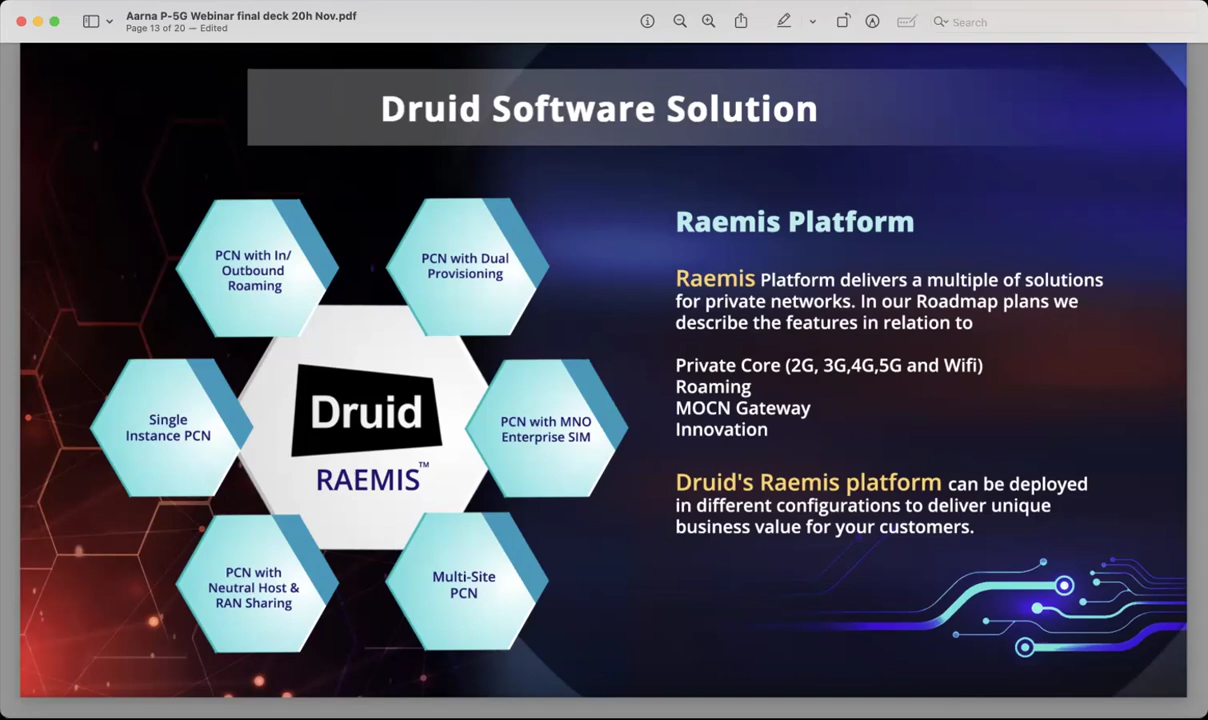 Aarna P-5G Webinar final deck 20h Nov.pdf
Page 13 of 20 — Edited
Search
Druid Software Solution
PCN with In/
Outbound
Roaming
PCN with Dual
Provisioning
Single
Instance PCN
Druid
RAEMIS™
PCN with MNO
Enterprise SIM
PCN with
Neutral Host &
RAN Sharing
Multi-Site
PCN
Raemis Platform
Raemis Platform delivers a multiple of solutions
for private networks. In our Roadmap plans we
describe the features in relation to
Private Core (2G, 3G,4G,5G and Wifi)
Roaming
MOCN Gateway
Innovation
Druid's Raemis platform can be deployed
in different configurations to deliver unique
business value for your customers.